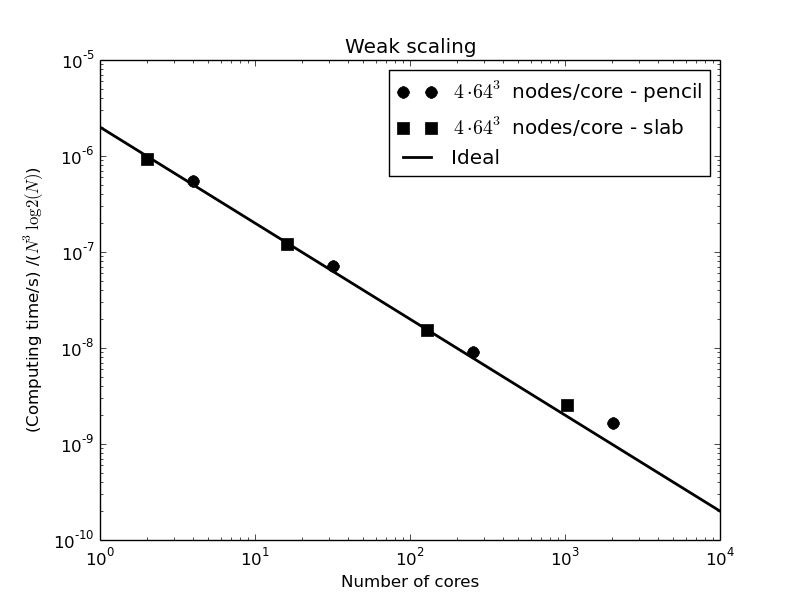 Weak scaling
4·64³ nodes/core - pencil
4·64³ nodes/core - slab
Ideal
(Computing time/s) /(N³ log2(N))
10⁻⁵
10⁻⁶
10⁻⁷
10⁻⁸
10⁻⁹
10⁻¹⁰
10⁰ 10¹ 10² 10³ 10⁴
Number of cores